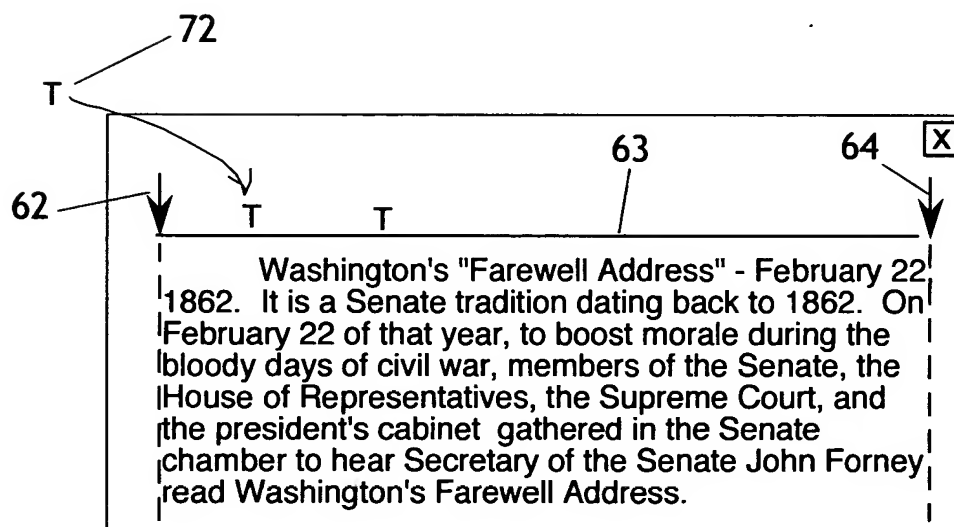 72
T
X
63
64
62
T T
Washington's "Farewell Address" - February 22
1862. It is a Senate tradition dating back to 1862. On
February 22 of that year, to boost morale during the
bloody days of civil war, members of the Senate, the
House of Representatives, the Supreme Court, and
the president's cabinet gathered in the Senate
chamber to hear Secretary of the Senate John Forney
read Washington's Farewell Address.